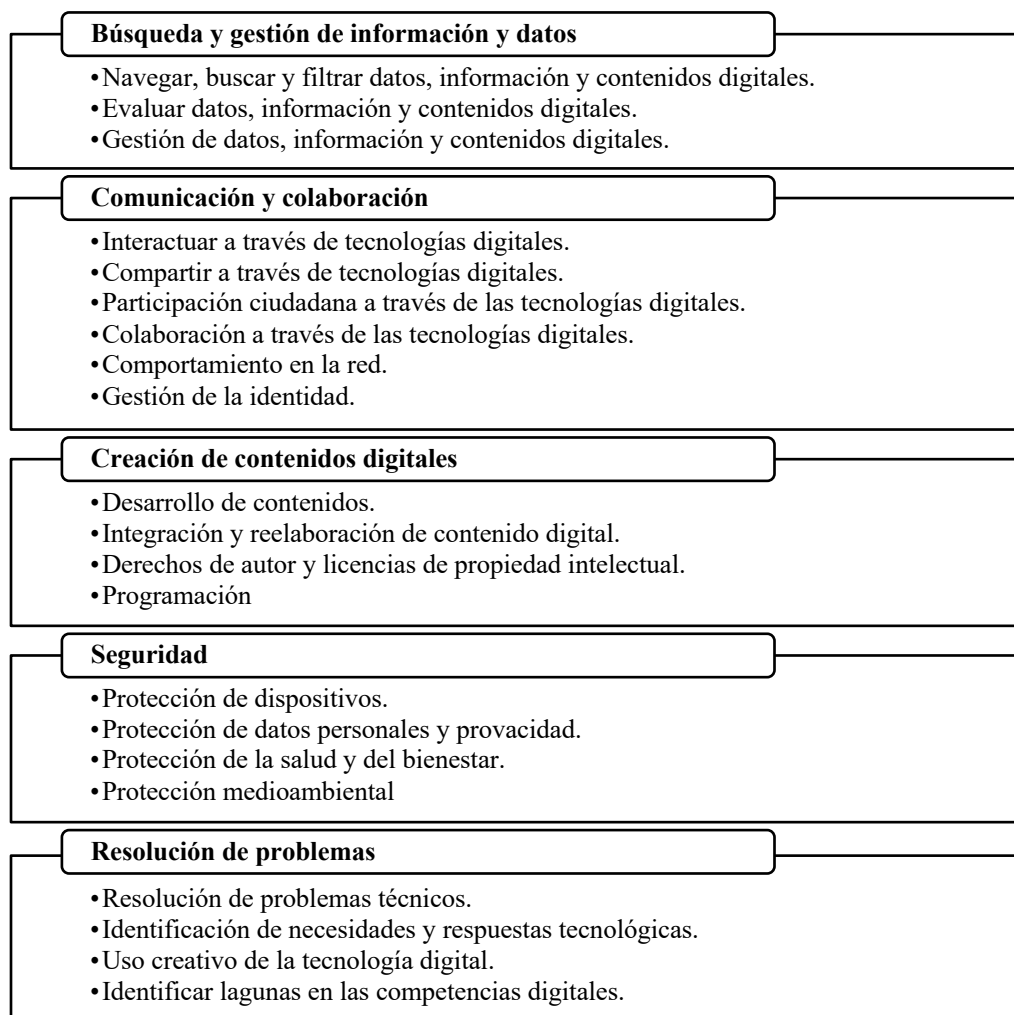 Búsqueda y gestión de información y datos
•Navegar, buscar y filtrar datos, información y contenidos digitales.
•Evaluar datos, información y contenidos digitales.
•Gestión de datos, información y contenidos digitales.
Comunicación y colaboración
•Interactuar a través de tecnologías digitales.
•Compartir a través de tecnologías digitales.
•Participación ciudadana a través de las tecnologías digitales.
•Colaboración a través de las tecnologías digitales.
•Comportamiento en la red.
•Gestión de la identidad.
Creación de contenidos digitales
•Desarrollo de contenidos.
•Integración y reelaboración de contenido digital.
•Derechos de autor y licencias de propiedad intelectual.
•Programación
Seguridad
•Protección de dispositivos.
•Protección de datos personales y provacidad.
•Protección de la salud y del bienestar.
•Protección medioambiental
Resolución de problemas
•Resolución de problemas técnicos.
•Identificación de necesidades y respuestas tecnológicas.
•Uso creativo de la tecnología digital.
•Identificar lagunas en las competencias digitales.